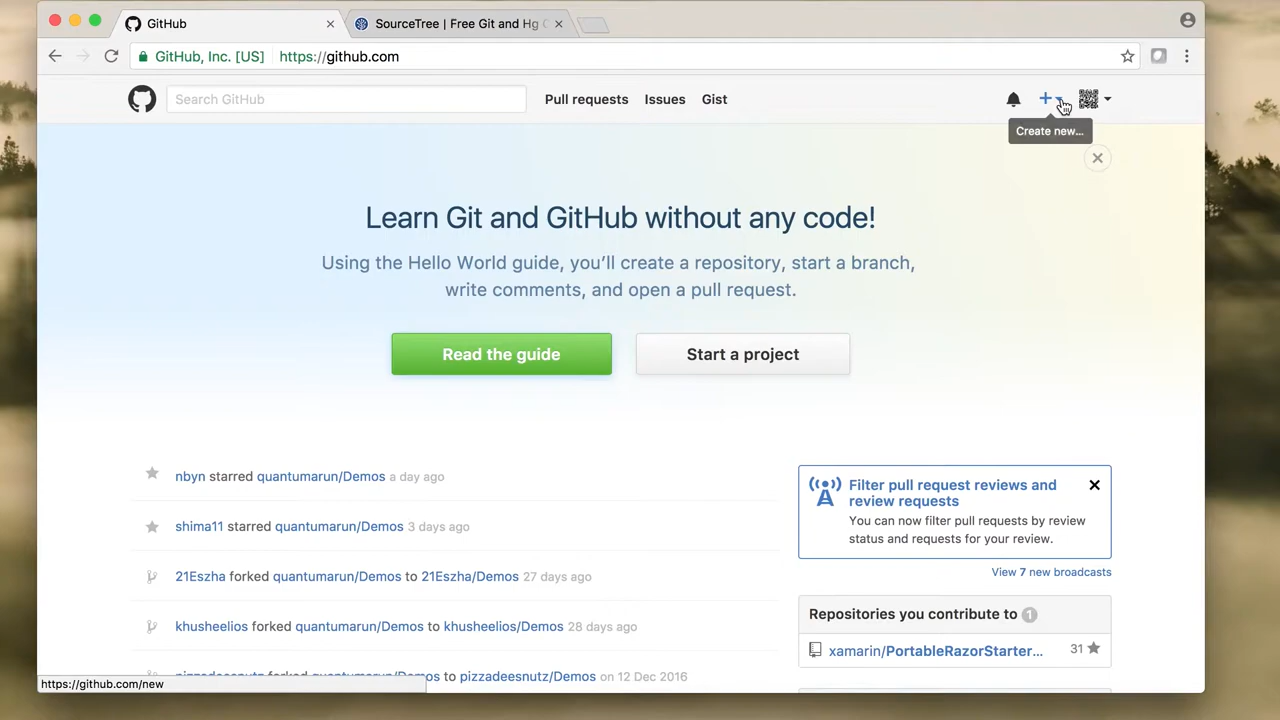 GitHub
SourceTree | Free Git and Hg C
GitHub, Inc. [US]
https://github.com
Search GitHub
Pull requests
Issues
Gist
Create new...
Learn Git and GitHub without any code!
Using the Hello World guide, you'll create a repository, start a branch,
write comments, and open a pull request.
Read the guide
Start a project
nbyn starred quantumarun/Demos a day ago
shima11 starred quantumarun/Demos 3 days ago
21Eszha forked quantumarun/Demos to 21Eszha/Demos 27 days ago
khusheelios forked quantumarun/Demos to khusheelios/Demos 28 days ago
pizzadeesnutz forked quantumarun/Demos to pizzadeesnutz/Demos on 12 Dec 2016
Filter pull request reviews and
review requests
You can now filter pull requests by review
status and requests for your review.
View 7 new broadcasts
Repositories you contribute to 1
xamarin/PortableRazorStarter... 31
https://github.com/new